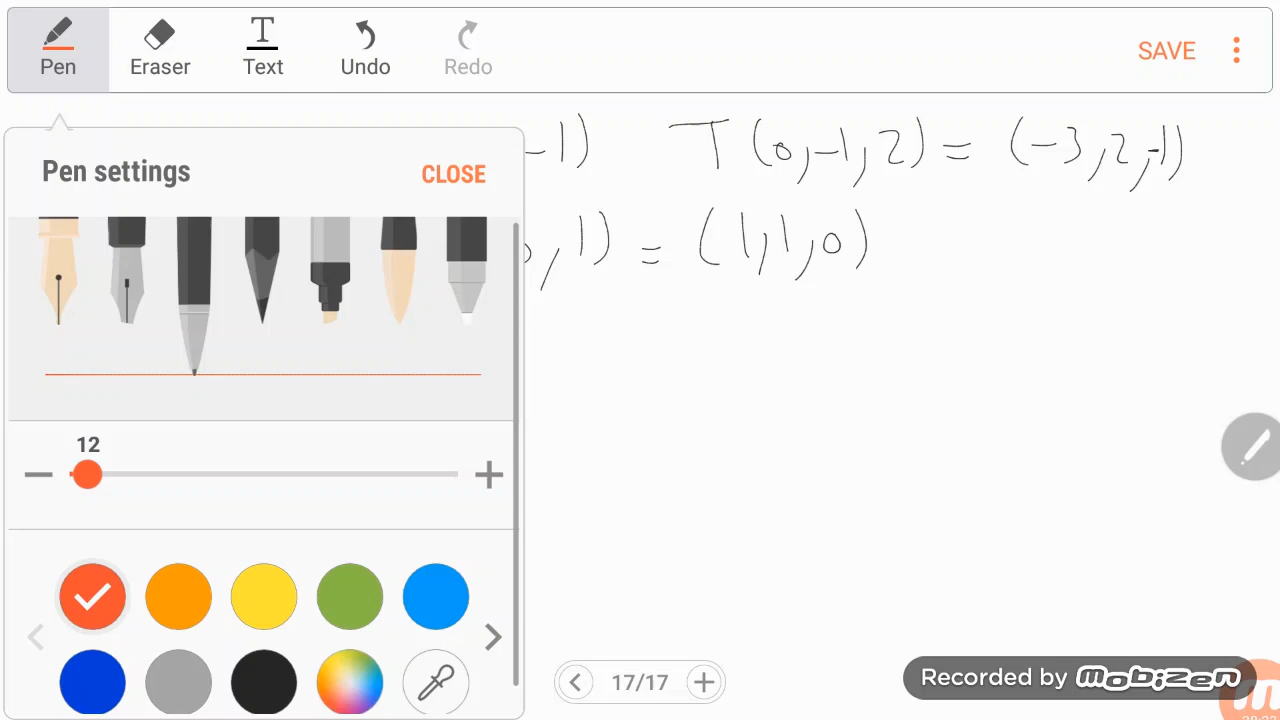 Pen Eraser Text Undo Redo SAVE
Pen settings CLOSE
-1) T(0,-1,2) = (-3,2,-1)
,1) = (1,1,0)
12
17/17
Recorded by mobizen